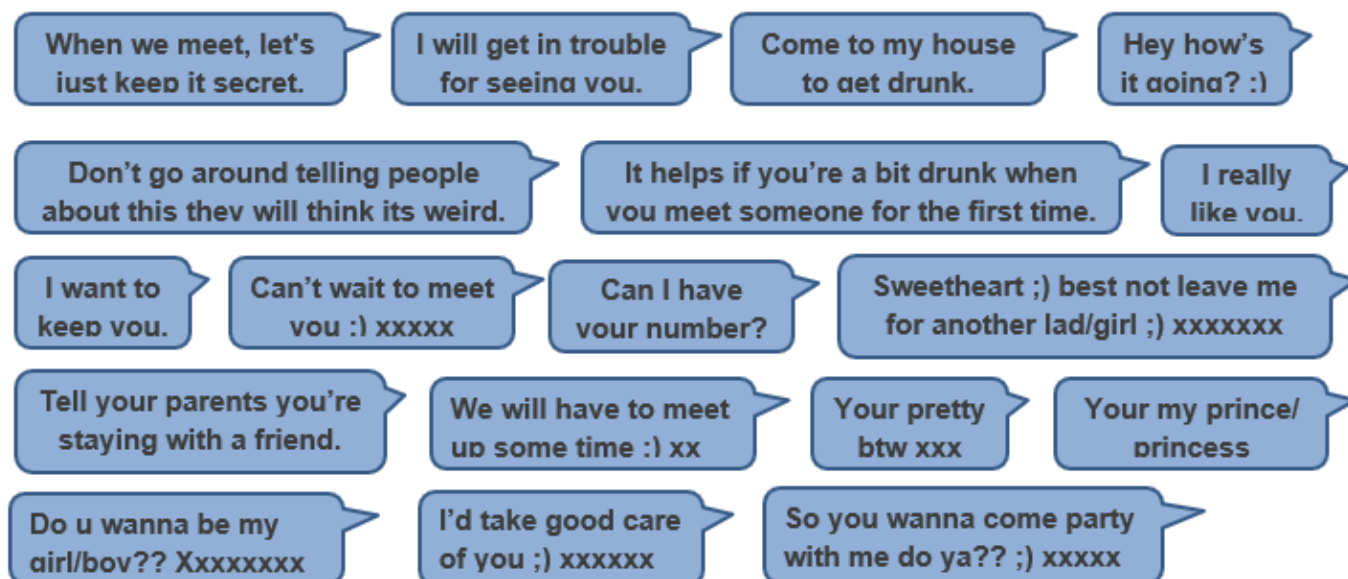 When we meet, let's
just keep it secret.
I will get in trouble
for seeing you.
Come to my house
to get drunk.
Hey how’s
it going? :)
Don’t go around telling people
about this they will think its weird.
It helps if you’re a bit drunk when
you meet someone for the first time.
I really
like you.
I want to
keep you.
Can’t wait to meet
you :) xxxxx
Can I have
your number?
Sweetheart ;) best not leave me
for another lad/girl ;) xxxxxxx
Tell your parents you’re
staying with a friend.
We will have to meet
up some time :) xx
Your pretty
btw xxx
Your my prince/
princess
Do u wanna be my
girl/boy?? Xxxxxxxxx
I’d take good care
of you ;) xxxxxx
So you wanna come party
with me do ya?? ;) xxxxx